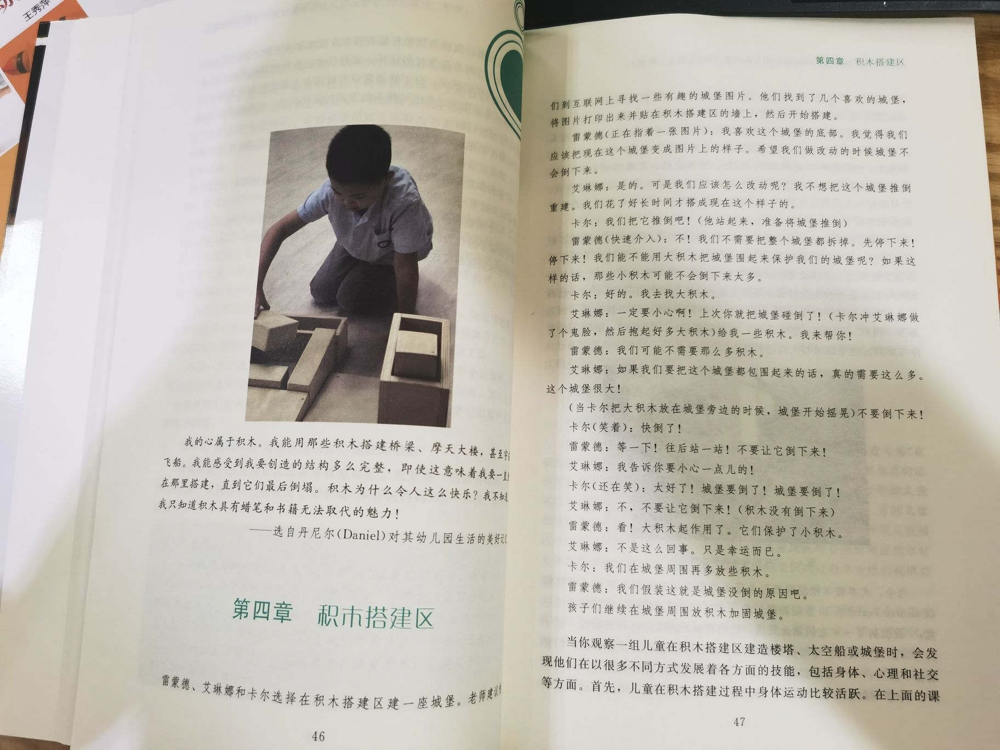 王秀萍
我的心属于积木。我能用那些积木搭建桥梁、摩天大楼，甚至宇
飞船。我能感受到我要创造的结构多么完整，即使这意味着我要一直
在那里搭建，直到它们最后倒塌。积木为什么令人这么快乐？我不知道
我只知道积木具有蜡笔和书籍无法取代的魅力！
——选自丹尼尔(Daniel)对其幼儿园生活的美好记
第四章 积木搭建区
雷蒙德、艾琳娜和卡尔选择在积木搭建区建一座城堡。老师建议
46
第四章 积木搭建区
们到互联网上寻找一些有趣的城堡图片。他们找到了几个喜欢的城堡，
将图片打印出来并贴在积木搭建区的墙上，然后开始搭建。
雷蒙德(正在指着一张图片)：我喜欢这个城堡的底部。我觉得我们
应该把现在这个城堡变成图片上的样子。希望我们做改动的时候城堡不
会倒下来。
艾琳娜：是的。可是我们应该怎么改动呢？我不想把这个城堡推倒
重建。我们花了好长时间才搭成现在这个样子的。
卡尔：我们把它推倒吧！(他站起来，准备将城堡推倒)
雷蒙德(快速介入)：不！我们不需要把整个城堡都拆掉。先停下来！
停下来！我们能不能用大积木把城堡围起来保护我们的城堡呢？如果这
样的话，那些小积木可能不会倒下来太多。
卡尔：好的。我去找大积木。
艾琳娜：一定要小心啊！上次你就把城堡碰倒了！(卡尔冲艾琳娜做
了个鬼脸，然后抱起好多大积木)给我一些积木。我来帮你！
雷蒙德：我们可能不需要那么多积木。
艾琳娜：如果我们要把这个城堡都包围起来的话，真的需要这么多。
这个城堡很大！
(当卡尔把大积木放在城堡旁边的时候，城堡开始摇晃)不要倒下来！
卡尔(笑着)：快倒了！
雷蒙德：等一下！往后站一站！不要让它倒下来！
艾琳娜：我告诉你要小心一点儿的！
卡尔(还在笑)：太好了！城堡要倒了！城堡要倒了！
艾琳娜：不，不要让它倒下来！(积木没有倒下来)
雷蒙德：看！大积木起作用了。它们保护了小积木。
艾琳娜：不是这么回事。只是幸运而已。
卡尔：我们在城堡周围再多放些积木。
雷蒙德：我们假装这就是城堡没倒的原因吧。
孩子们继续在城堡周围放积木加固城堡。
当你观察一组儿童在积木搭建区建造楼塔、太空船或城堡时，会发
现他们在以很多不同方式发展着各方面的技能，包括身体、心理和社交
等方面。首先，儿童在积木搭建过程中身体运动比较活跃。在上面的课
47